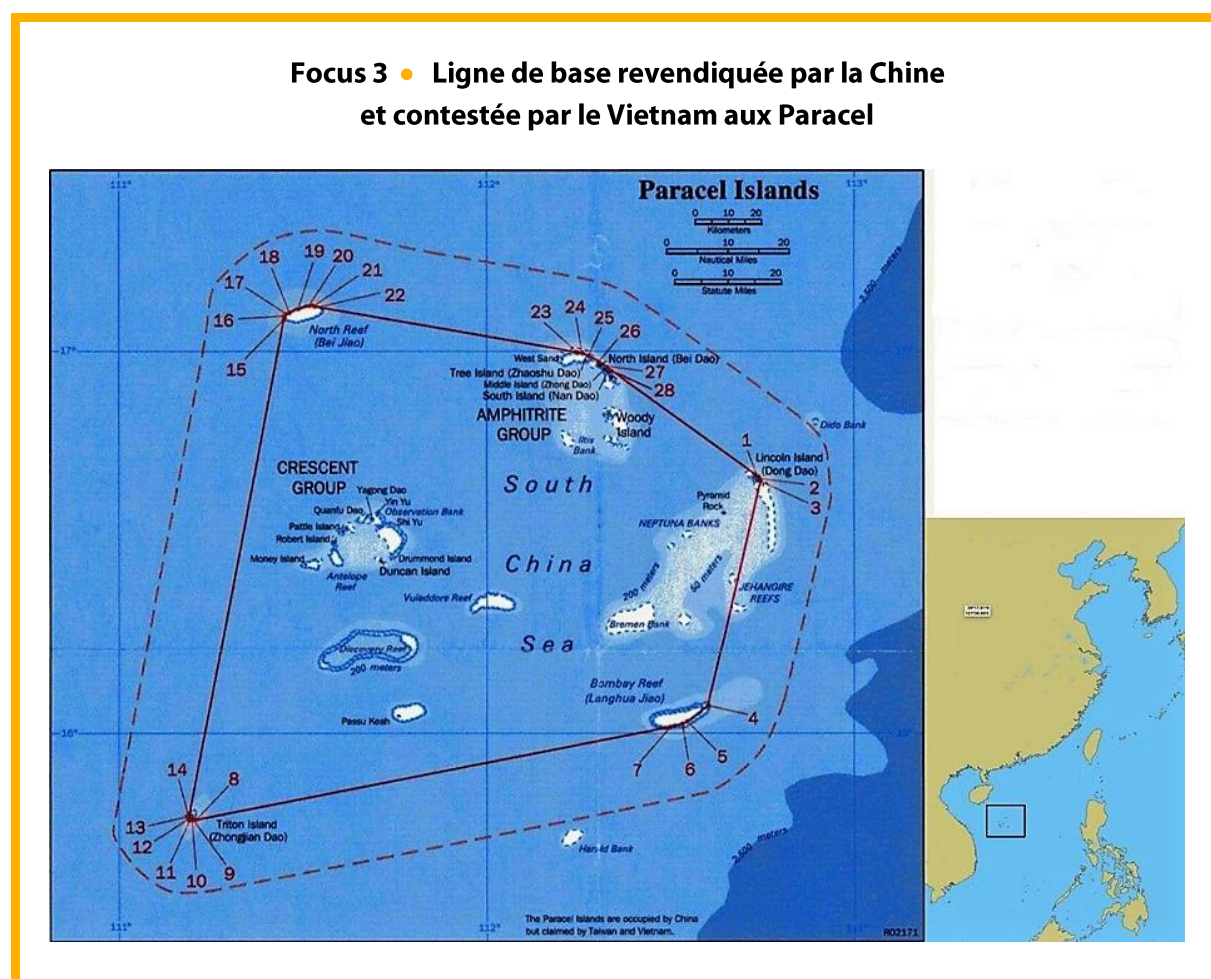 Focus 3 • Ligne de base revendiquée par la Chine
et contestée par le Vietnam aux Paracel
111°
112°
113°
Paracel Islands
0 10 20
Kilometers
0 10 20
Nautical Miles
0 10 20
Statute Miles
2,500 meters
18
19
20
21
22
17
16
15
North Reef
(Bei Jiao)
23
24
25
26
27
28
17°
West Sand
North Island (Bei Dao)
Tree Island (Zhaoshu Dao)
Middle Island (Zhong Dao)
South Island (Nan Dao)
AMPHITRITE
GROUP
Woody
Island
Iltis
Bank
Dido Bank
1
Lincoln Island
(Dong Dao)
2
3
CRESCENT
GROUP
Yagong Dao
Yin Yu
Quanfu Dao
Observation Bank
Shi Yu
Pattle Island
Robert Island
Money Island
Drummond Island
Duncan Island
Antelope
Reef
South
China
Sea
Pyramid
Rock
NEPTUNA BANKS
200 meters
50 meters
JEHANGIRE
REEFS
Vuladdore Reef
Bremen Bank
Discovery Reef
200 meters
Bombay Reef
(Langhua Jiao)
Passu Keah
4
5
6
7
16°
14
8
13
12
11
10
9
Triton Island
(Zhongjian Dao)
Harald Bank
2,500 meters
The Paracel Islands are occupied by China
but claimed by Taiwan and Vietnam.
111°
112°
R02171